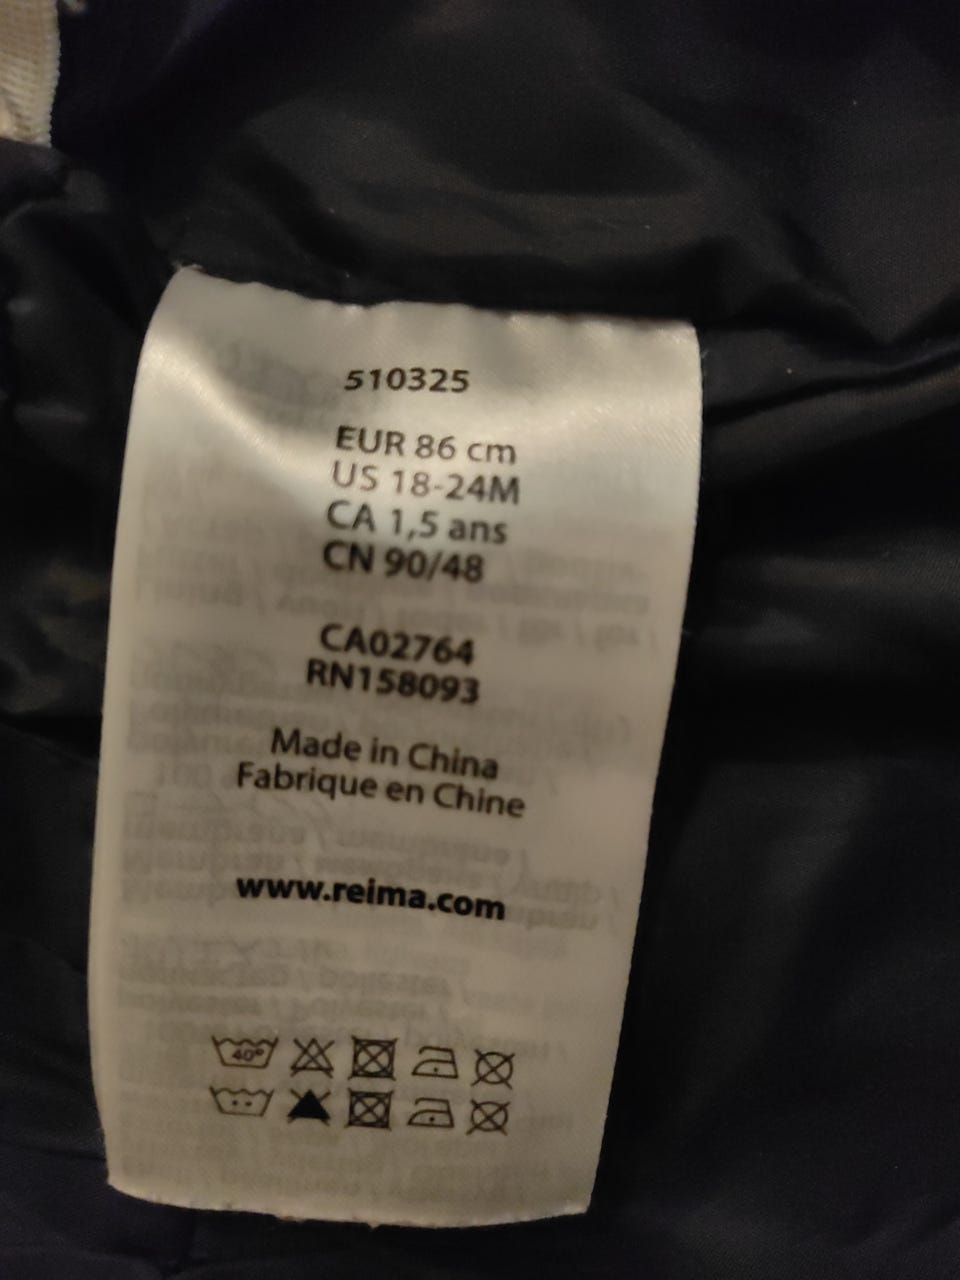 510325
EUR 86 cm
US 18-24M
CA 1,5 ans
CN 90/48
CA02764
RN158093
Made in China
Fabrique en Chine
www.reima.com
40°